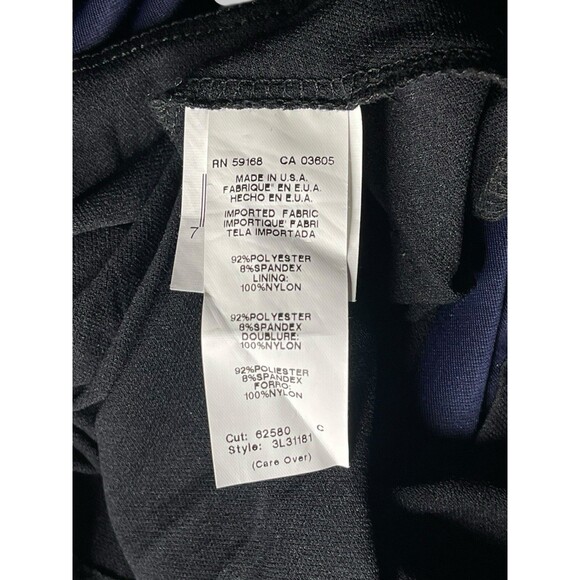 RN 59168 CA 03605
MADE IN U.S.A.
FABRIQUE' EN E.U.A.
HECHO EN E.U.A.
IMPORTED FABRIC
IMPORTIQUE' FABRI
TELA IMPORTADA
7
92%POLYESTER
8%SPANDEX
LINING:
100%NYLON
92%POLYESTER
8%SPANDEX
DOUBLURE:
100%NYLON
92%POLIESTER
8%SPANDEX
FORRO:
100%NYLON
Cut: 62580 C
Style: 3L31181
(Care Over)